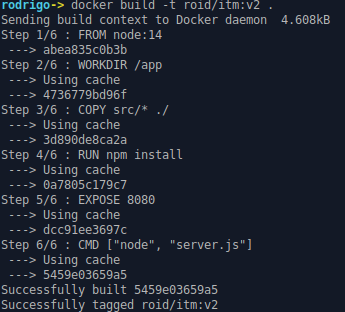 rodrigo-> docker build -t roid/itm:v2 .
Sending build context to Docker daemon  4.608kB
Step 1/6 : FROM node:14
 ---> abea835c0b3b
Step 2/6 : WORKDIR /app
 ---> Using cache
 ---> 4736779bd96f
Step 3/6 : COPY src/* ./
 ---> Using cache
 ---> 3d890de8ca2a
Step 4/6 : RUN npm install
 ---> Using cache
 ---> 0a7805c179c7
Step 5/6 : EXPOSE 8080
 ---> Using cache
 ---> dcc91ee3697c
Step 6/6 : CMD ["node", "server.js"]
 ---> Using cache
 ---> 5459e03659a5
Successfully built 5459e03659a5
Successfully tagged roid/itm:v2